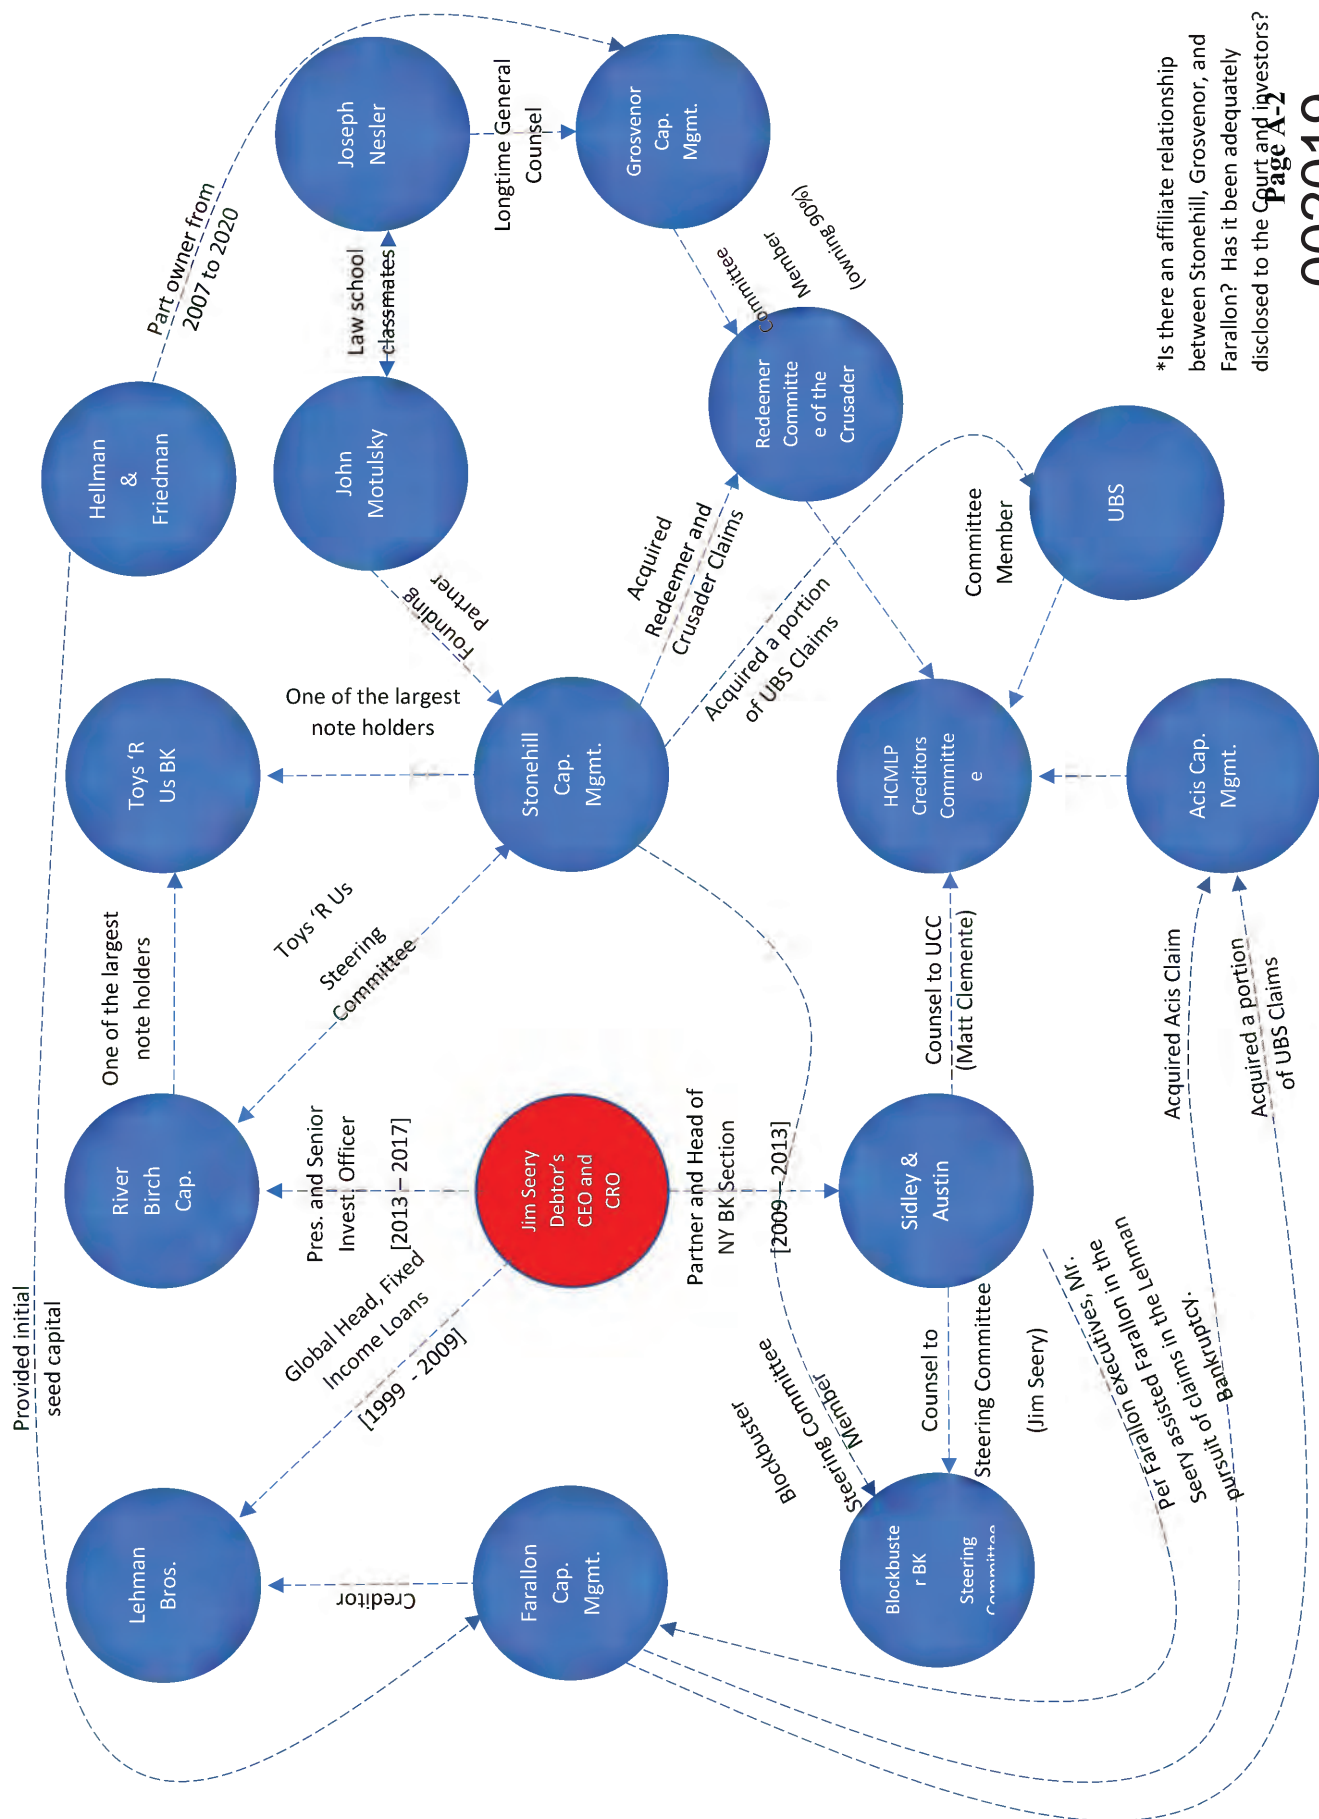 Provided initial
seed capital
Hellman
&
Friedman
Part owner from
2007 to 2020
Lehman
Bros.
River
Birch
Cap.
One of the largest
note holders
Toys ‘R
Us BK
John
Motulsky
Law school
classmates
Joseph
Nesler
Global Head, Fixed
Income Loans
[1999 - 2009]
Pres. and Senior
Invest. Officer
[2013 – 2017]
Toys ‘R Us
Steering
Committee
One of the largest
note holders
Founding
Partner
Longtime General
Counsel
Creditor
Farallon
Cap.
Mgmt.
Jim Seery
Debtor’s
CEO and
CRO
Stonehill
Cap.
Mgmt.
Grosvenor
Cap.
Mgmt.
Partner and Head of
NY BK Section
[2009 – 2013]
Acquired
Redeemer and
Crusader Claims
Acquired a portion
of UBS Claims
Committee
Member
(owning 90%)
Redeemer
Committe
e of the
Crusader
Blockbuster
Steering Committee
Member
Blockbuste
r BK
Steering
Committee
Counsel to
Steering Committee
(Jim Seery)
Sidley &
Austin
Counsel to UCC
(Matt Clemente)
HCMLP
Creditors
Committe
e
Committee
Member
UBS
Per Farallon executives, Mr.
Seery assisted Farallon in the
pursuit of claims in the Lehman
Bankruptcy.
Acquired Acis Claim
Acquired a portion
of UBS Claims
Acis Cap.
Mgmt.
*Is there an affiliate relationship
between Stonehill, Grosvenor, and
Farallon? Has it been adequately
disclosed to the Court and investors?
Page A-2